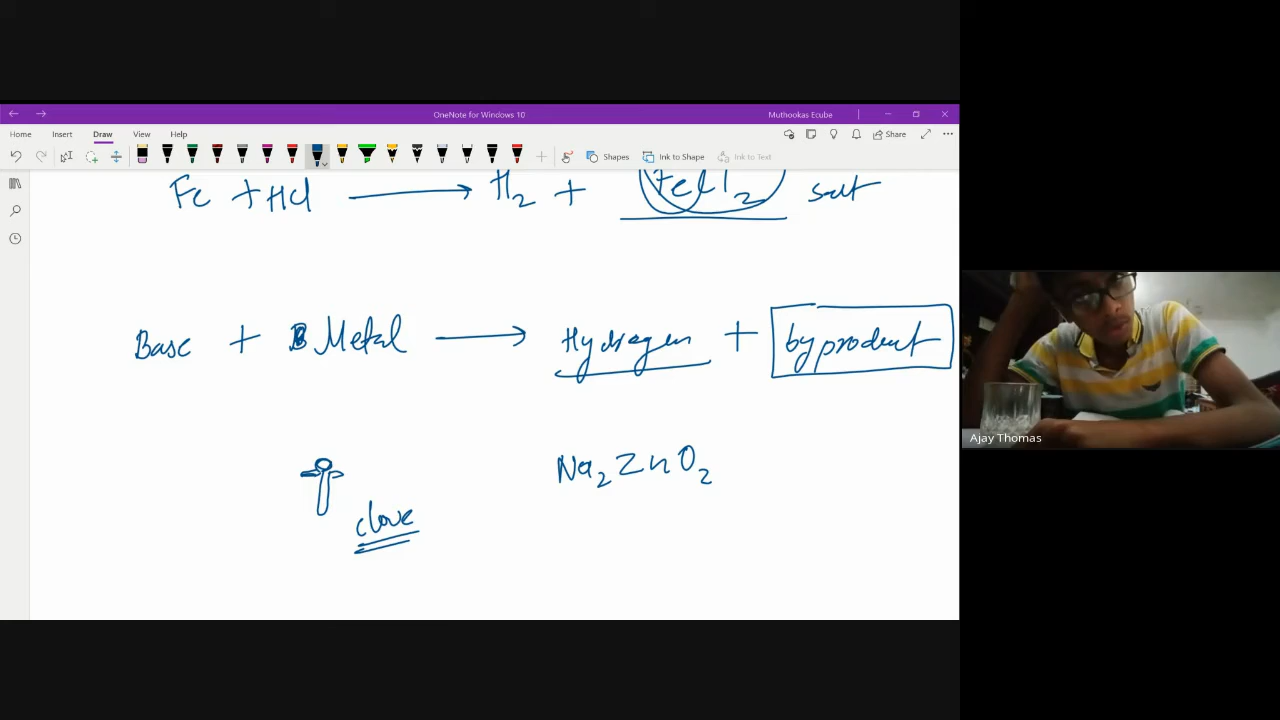 OneNote for Windows 10
Muthookas Ecube
Home Insert Draw View Help
Share
Shapes Ink to Shape Ink to Text
Fe + HCl → H2 + FeCl2 salt
Base + Metal → Hydrogen + byproduct
Na2ZnO2
clove
Ajay Thomas